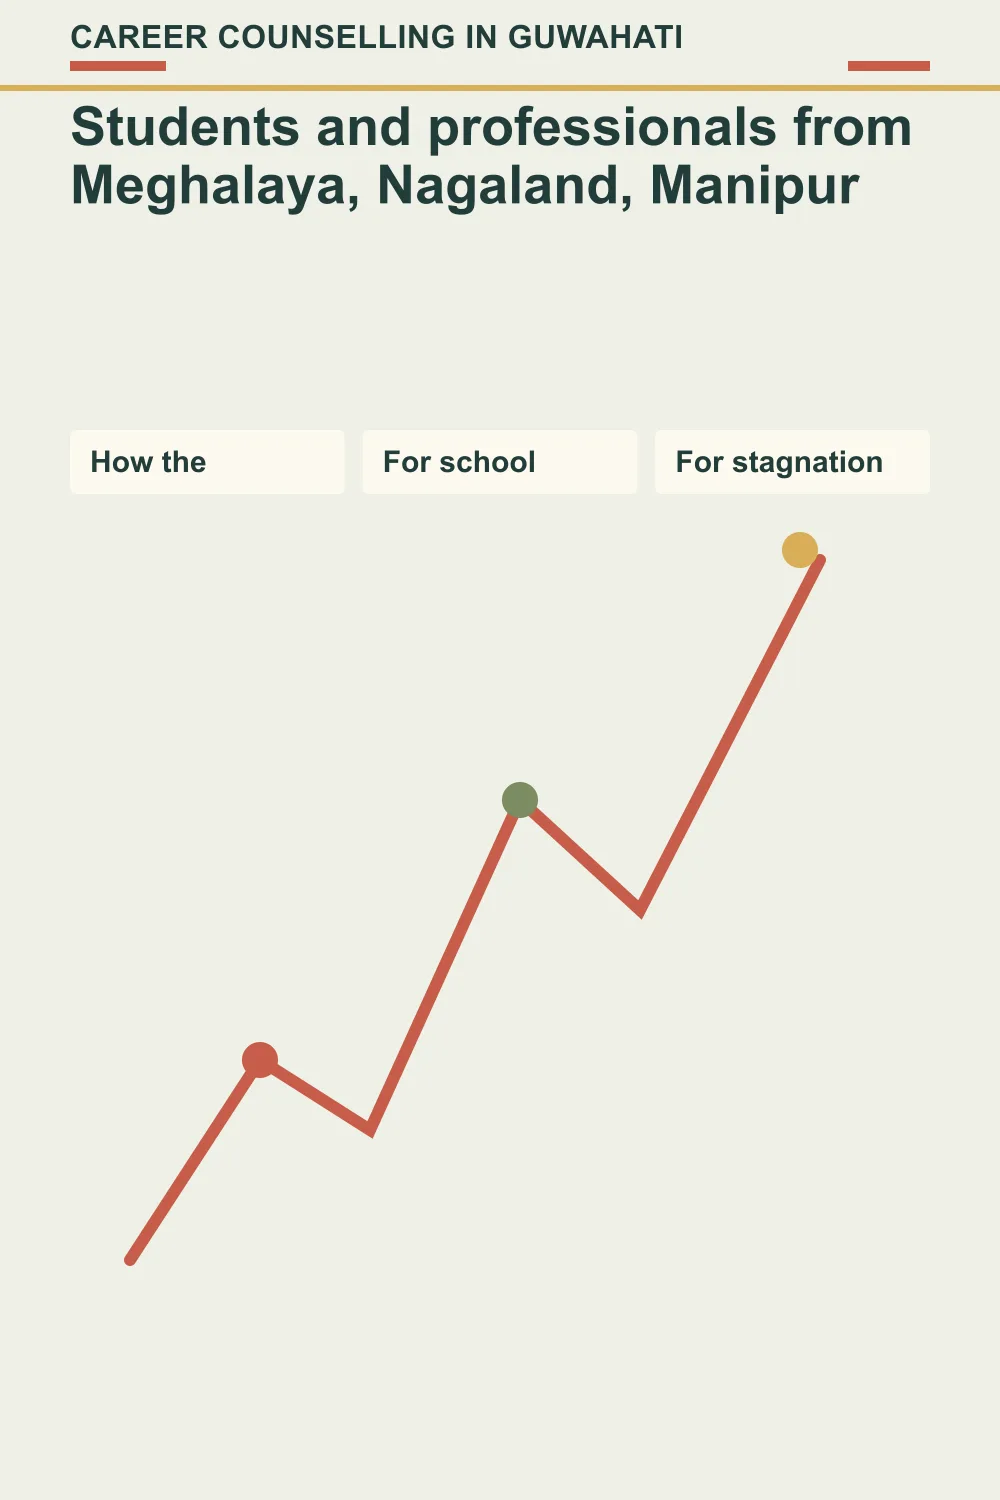 CAREER COUNSELLING IN GUWAHATI
Students and professionals from
Meghalaya, Nagaland, Manipur
How the
For school
For stagnation